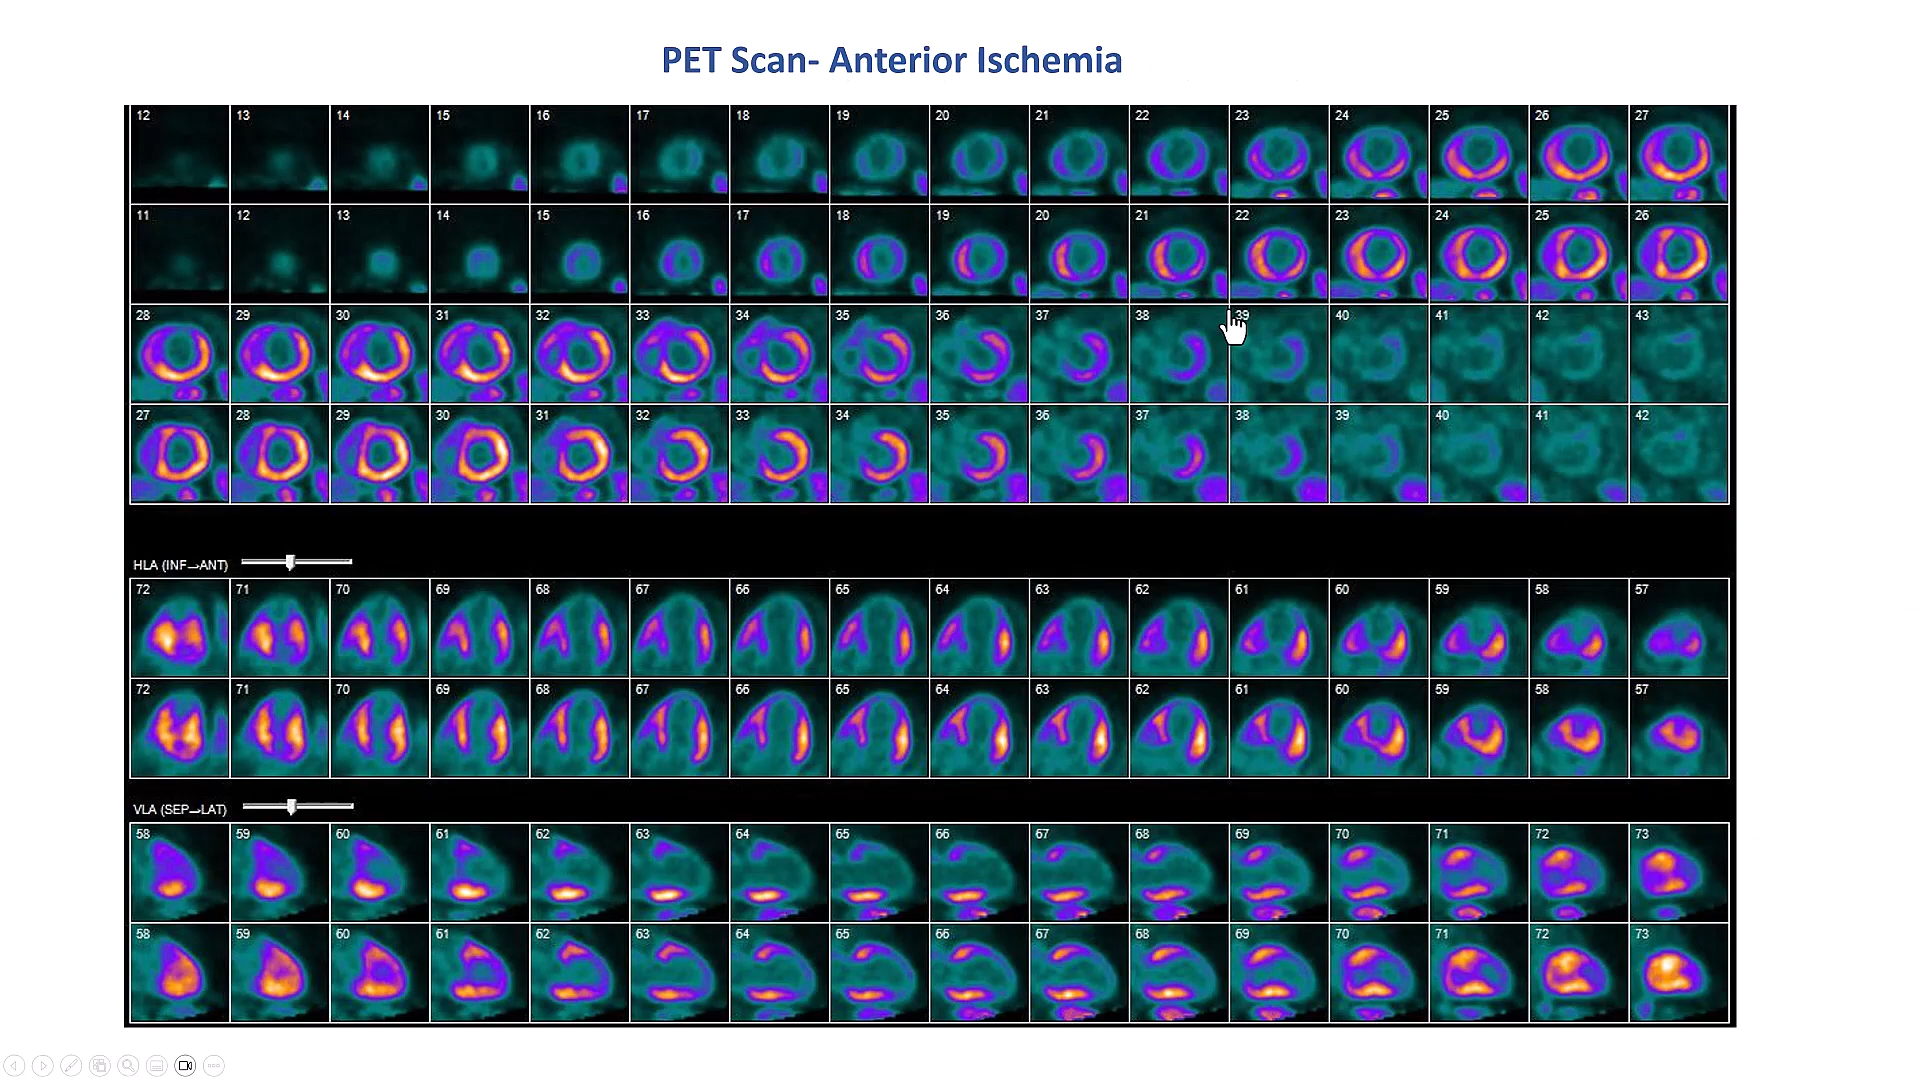 PET Scan- Anterior Ischemia
12 13 14 15 16 17 18 19 20 21 22 23 24 25 26 27
11 12 13 14 15 16 17 18 19 20 21 22 23 24 25 26
28 29 30 31 32 33 34 35 36 37 38 39 40 41 42 43
27 28 29 30 31 32 33 34 35 36 37 38 39 40 41 42
HLA (INF→ANT)
72 71 70 69 68 67 66 65 64 63 62 61 60 59 58 57
72 71 70 69 68 67 66 65 64 63 62 61 60 59 58 57
VLA (SEP→LAT)
58 59 60 61 62 63 64 65 66 67 68 69 70 71 72 73
58 59 60 61 62 63 64 65 66 67 68 69 70 71 72 73